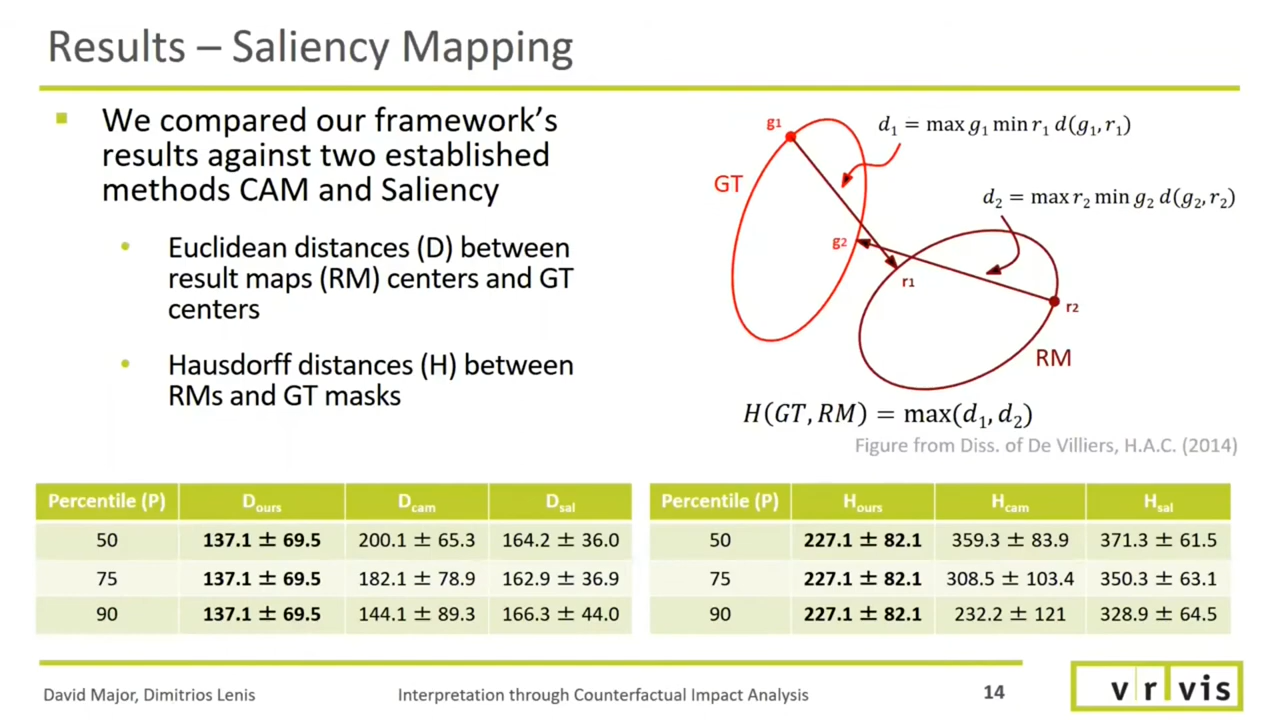 Results – Saliency Mapping
We compared our framework's
results against two established
methods CAM and Saliency
Euclidean distances (D) between
result maps (RM) centers and GT
centers
Hausdorff distances (H) between
RMs and GT masks
g1
d₁ = max g₁ min r₁ d(g₁,r₁)
GT
d₂ = max r₂ min g₂ d(g₂,r₂)
g2
r1
r2
RM
H(GT,RM) = max(d₁,d₂)
Figure from Diss. of De Villiers, H.A.C. (2014)
Percentile (P) D_ours D_cam D_sal
50 137.1 ± 69.5 200.1 ± 65.3 164.2 ± 36.0
75 137.1 ± 69.5 182.1 ± 78.9 162.9 ± 36.9
90 137.1 ± 69.5 144.1 ± 89.3 166.3 ± 44.0
Percentile (P) H_ours H_cam H_sal
50 227.1 ± 82.1 359.3 ± 83.9 371.3 ± 61.5
75 227.1 ± 82.1 308.5 ± 103.4 350.3 ± 63.1
90 227.1 ± 82.1 232.2 ± 121 328.9 ± 64.5
David Major, Dimitrios Lenis
Interpretation through Counterfactual Impact Analysis
14
vrvis